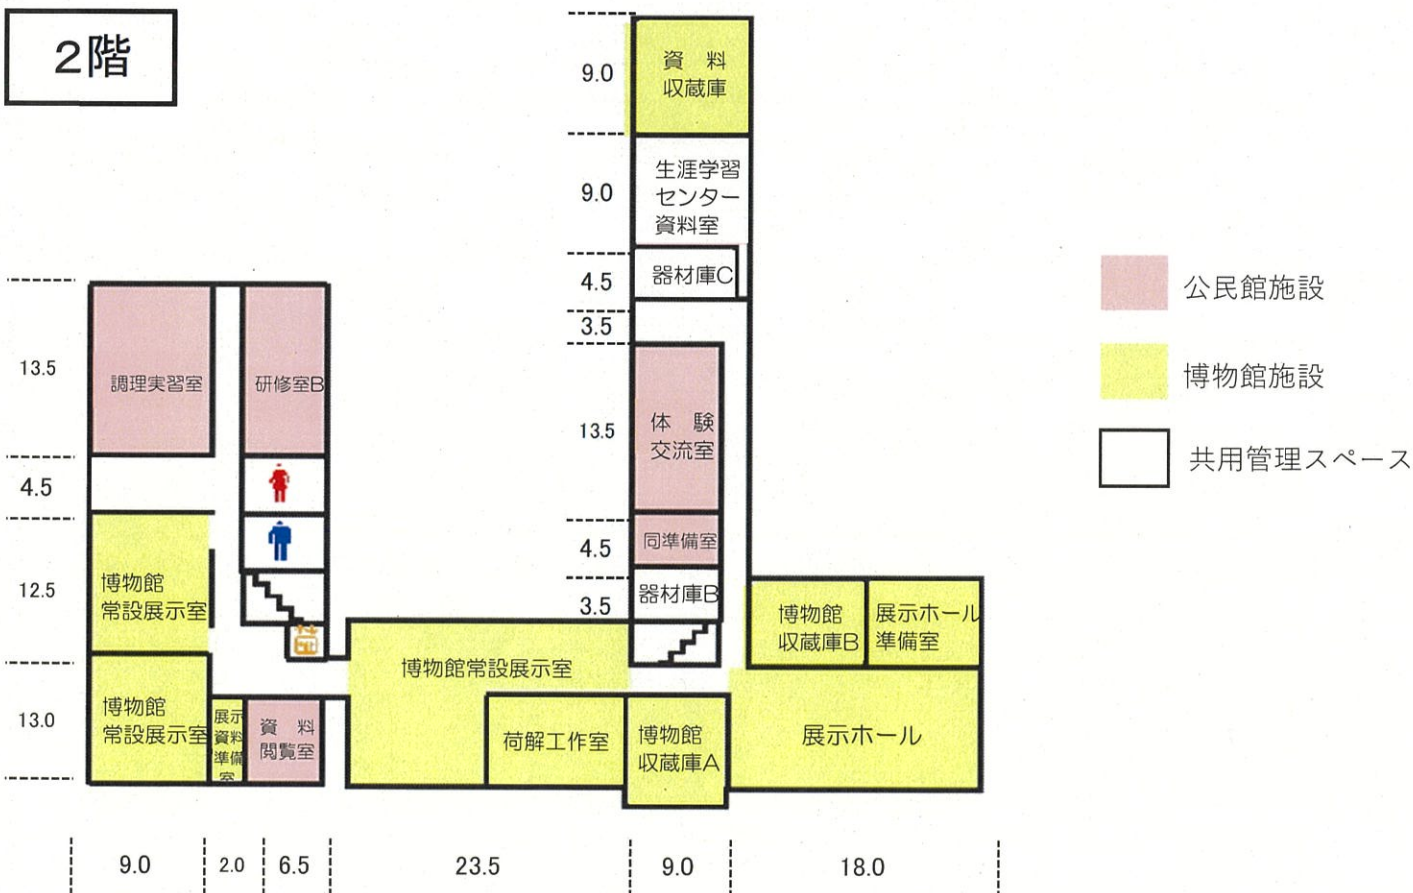 2階
9.0
資 料
収蔵庫
9.0
生涯学習
センター
資料室
4.5
器材庫C
3.5
13.5
体 験
交流室
4.5
同準備室
3.5
器材庫B
13.5
調理実習室
研修室B
4.5
12.5
博物館
常設展示室
13.0
博物館
常設展示室
展示
資料
準備
室
資 料
閲覧室
博物館常設展示室
荷解工作室
博物館
収蔵庫A
博物館
収蔵庫B
展示ホール
準備室
展示ホール
公民館施設
博物館施設
共用管理スペース
9.0
2.0
6.5
23.5
9.0
18.0